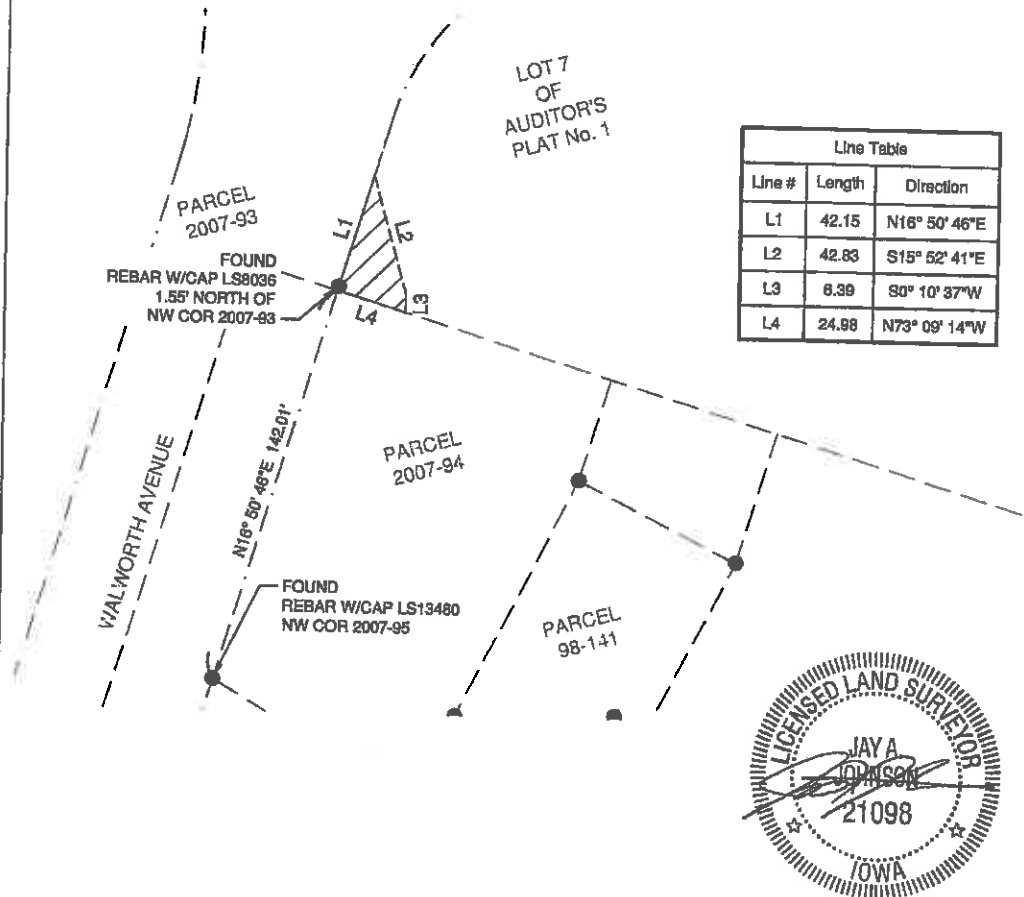 LOT 7
OF
AUDITOR'S
PLAT No. 1
Line Table
Line # Length Direction
L1 42.15 N16° 50' 46"E
L2 42.83 S15° 52' 41"E
L3 6.39 S0° 10' 37"W
L4 24.98 N73° 09' 14"W
PARCEL
2007-93
L1
L2
L3
L4
FOUND
REBAR W/CAP LS8036
1.55' NORTH OF
NW COR 2007-93
WALWORTH AVENUE
N16° 50' 46"E 142.01'
PARCEL
2007-94
FOUND
REBAR W/CAP LS13480
NW COR 2007-95
PARCEL
98-141
LICENSED LAND SURVEYOR
JAY A.
JOHNSON
21098
IOWA